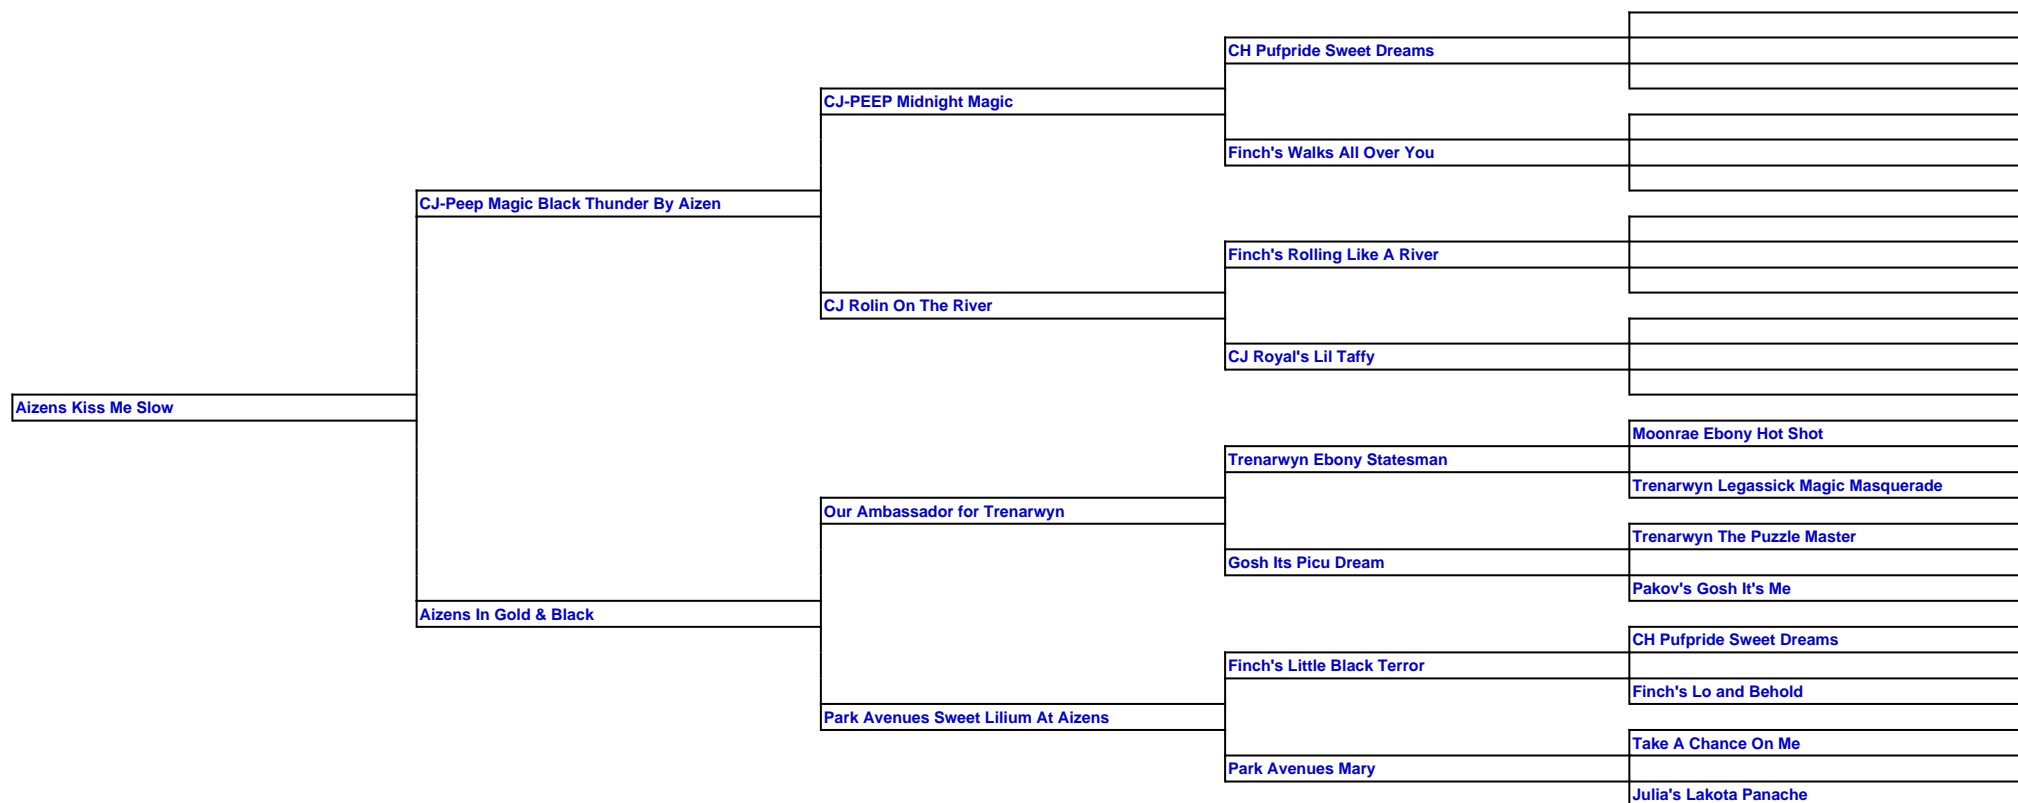 CH Pufpride Sweet Dreams
CJ-PEEP Midnight Magic
Finch's Walks All Over You
CJ-Peep Magic Black Thunder By Aizen
Finch's Rolling Like A River
CJ Rolin On The River
CJ Royal's Lil Taffy
Aizens Kiss Me Slow
Moonrae Ebony Hot Shot
Trenarwyn Ebony Statesman
Trenarwyn Legassick Magic Masquerade
Our Ambassador for Trenarwyn
Trenarwyn The Puzzle Master
Gosh Its Picu Dream
Pakov's Gosh It's Me
Aizens In Gold & Black
CH Pufpride Sweet Dreams
Finch's Little Black Terror
Finch's Lo and Behold
Park Avenues Sweet Lilium At Aizens
Take A Chance On Me
Park Avenues Mary
Julia's Lakota Panache